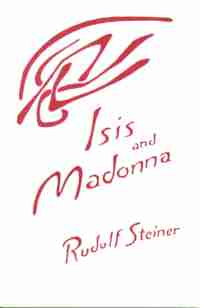 Isis
and
Madonna
Rudolf Steiner